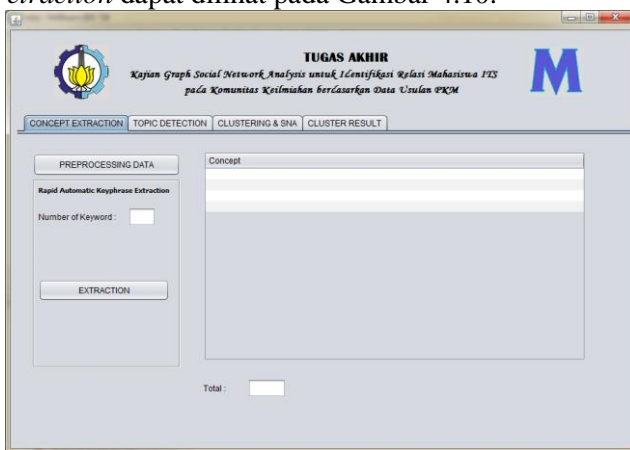 dapat dilihat pada Gambar 4.10.
TUGAS AKHIR
Kajian Graph Social Network Analysis untuk Identifikasi Relasi Mahasiswa ITS
pada Komunitas Keilmiahan berdasarkan Data Usulan PKM
M
CONCEPT EXTRACTION TOPIC DETECTION CLUSTERING & SNA CLUSTER RESULT
PREPROCESSING DATA
Concept
Rapid Automatic Keyphrase Extraction
Number of Keyword :
EXTRACTION
Total :